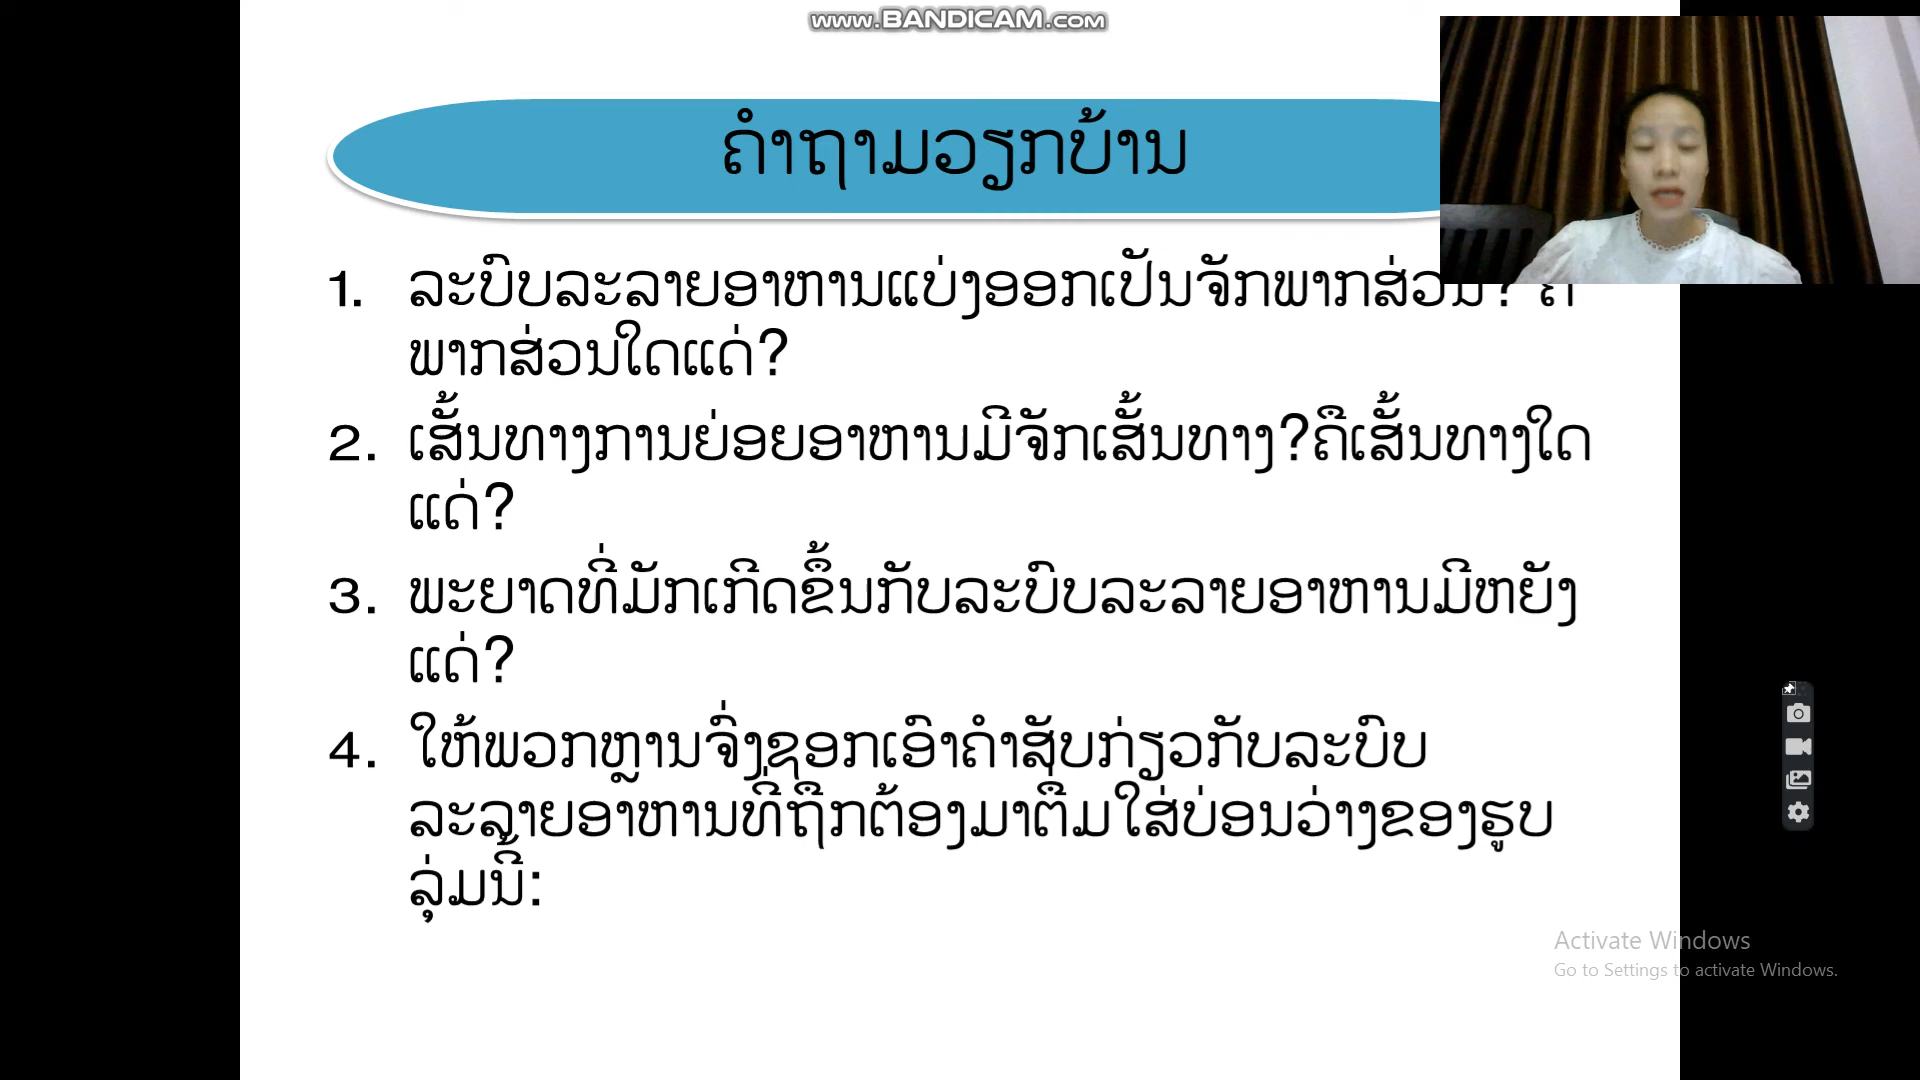 www.BANDICAM.com
ຄຳຖາມວຽກບ້ານ
1. ລະບົບລະລາຍອາຫານແບ່ງອອກເປັນຈັກພາກສ່ວນ?
ພາກສ່ວນໃດແດ່?
2. ເສັ້ນທາງການຍ່ອຍອາຫານມີຈັກເສັ້ນທາງ?ຄືເສັ້ນທາງໃດ
ແດ່?
3. ພະຍາດທີ່ມັກເກີດຂຶ້ນກັບລະບົບລະລາຍອາຫານມີຫຍັງ
ແດ່?
4. ໃຫ້ພວກຫຼານຈົ່ງຊອກເອົາຄຳສັບກ່ຽວກັບລະບົບ
ລະລາຍອາຫານທີ່ຖືກຕ້ອງມາຕື່ມໃສ່ບ່ອນວ່າງຂອງຮູບ
ລຸ່ມນີ້:
Activate Windows
Go to Settings to activate Windows.